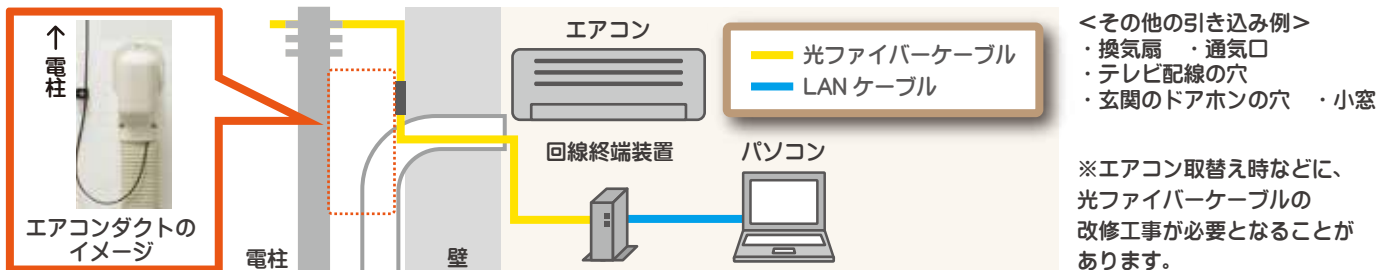 ↑電柱
エアコンダクトの
イメージ
電柱
壁
エアコン
回線終端装置
パソコン
光ファイバーケーブル
LAN ケーブル
<その他の引き込み例>
・換気扇　・通気口
・テレビ配線の穴
・玄関のドアホンの穴　・小窓
※エアコン取替え時などに、
光ファイバーケーブルの
改修工事が必要となることが
あります。